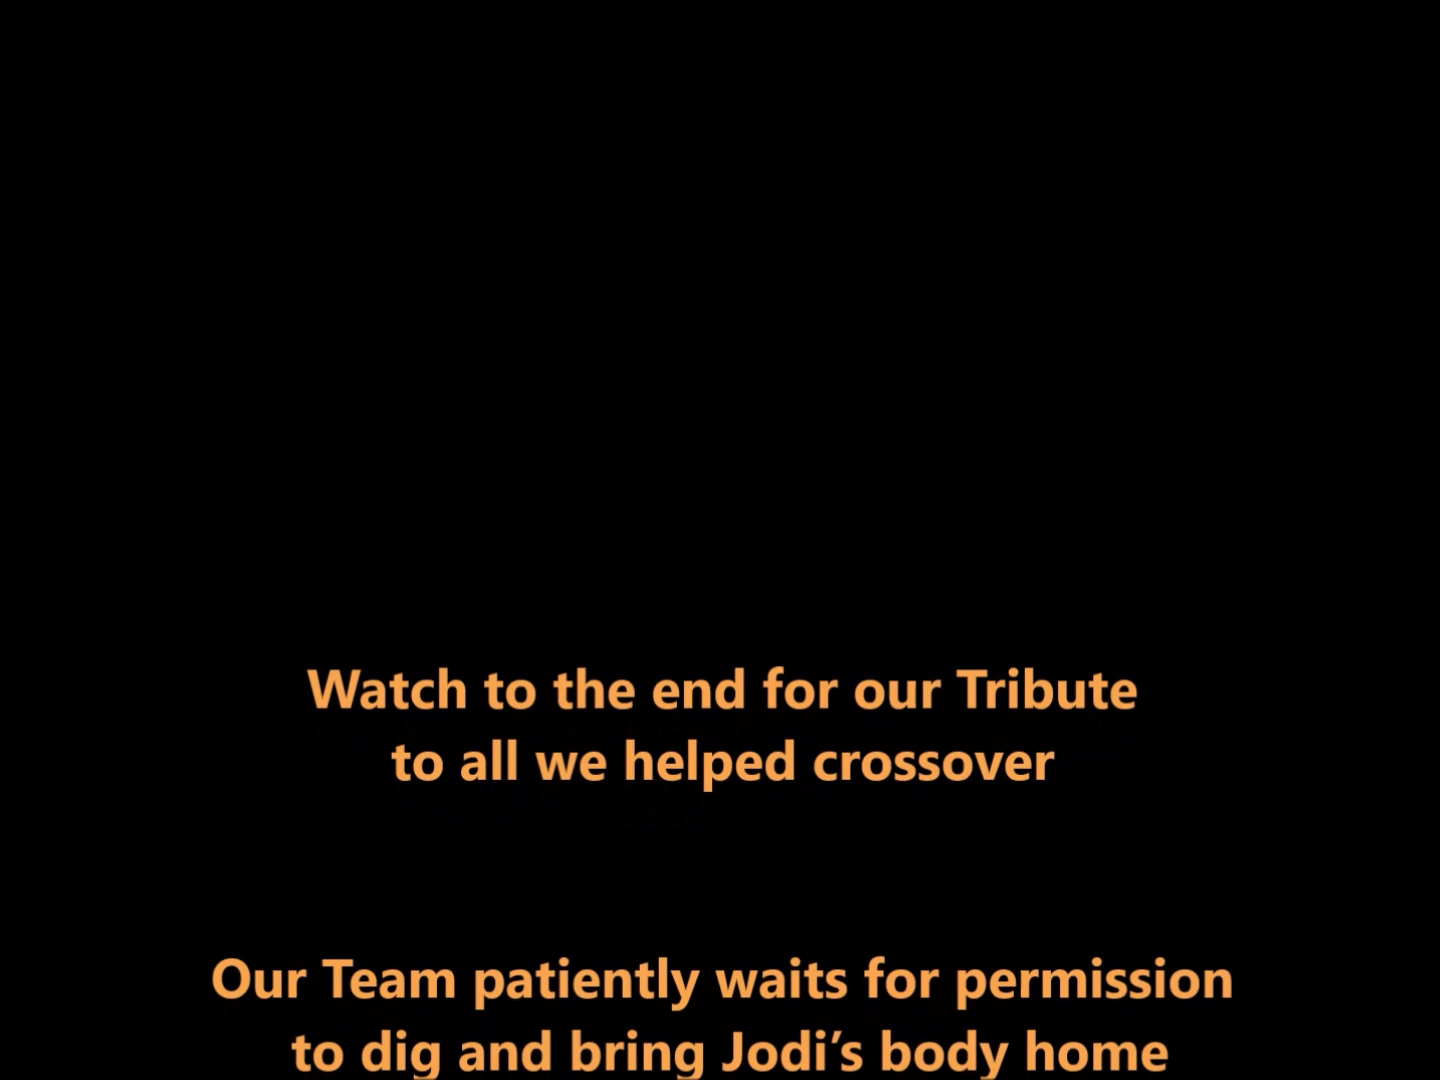 Watch to the end for our Tribute
to all we helped crossover
Our Team patiently waits for permission
to dig and bring Jodi’s body home